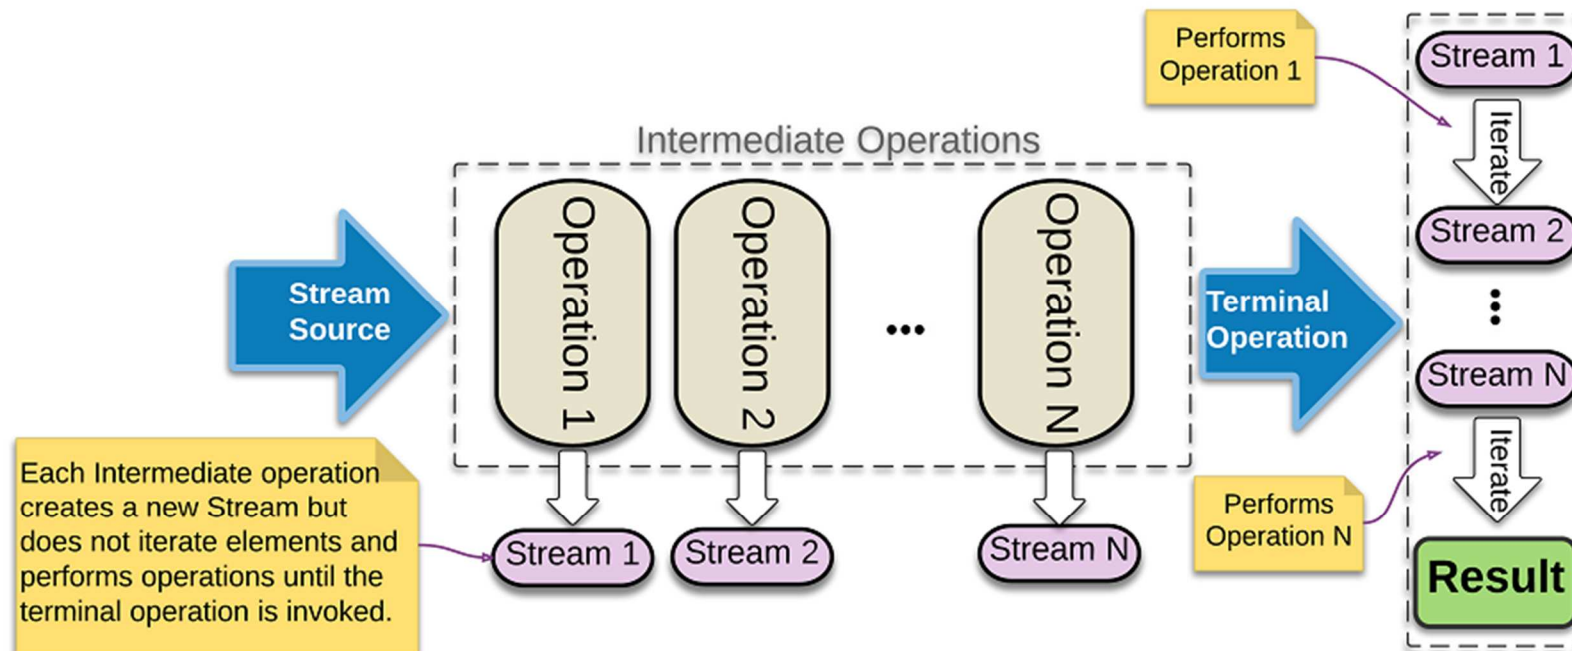 Intermediate Operations
Stream
Source
Operation 1
Operation 2
...
Operation N
Terminal
Operation
Each Intermediate operation
creates a new Stream but
does not iterate elements and
performs operations until the
terminal operation is invoked.
Stream 1
Stream 2
Stream N
Performs
Operation 1
Stream 1
Iterate
Stream 2
...
Stream N
Iterate
Performs
Operation N
Result